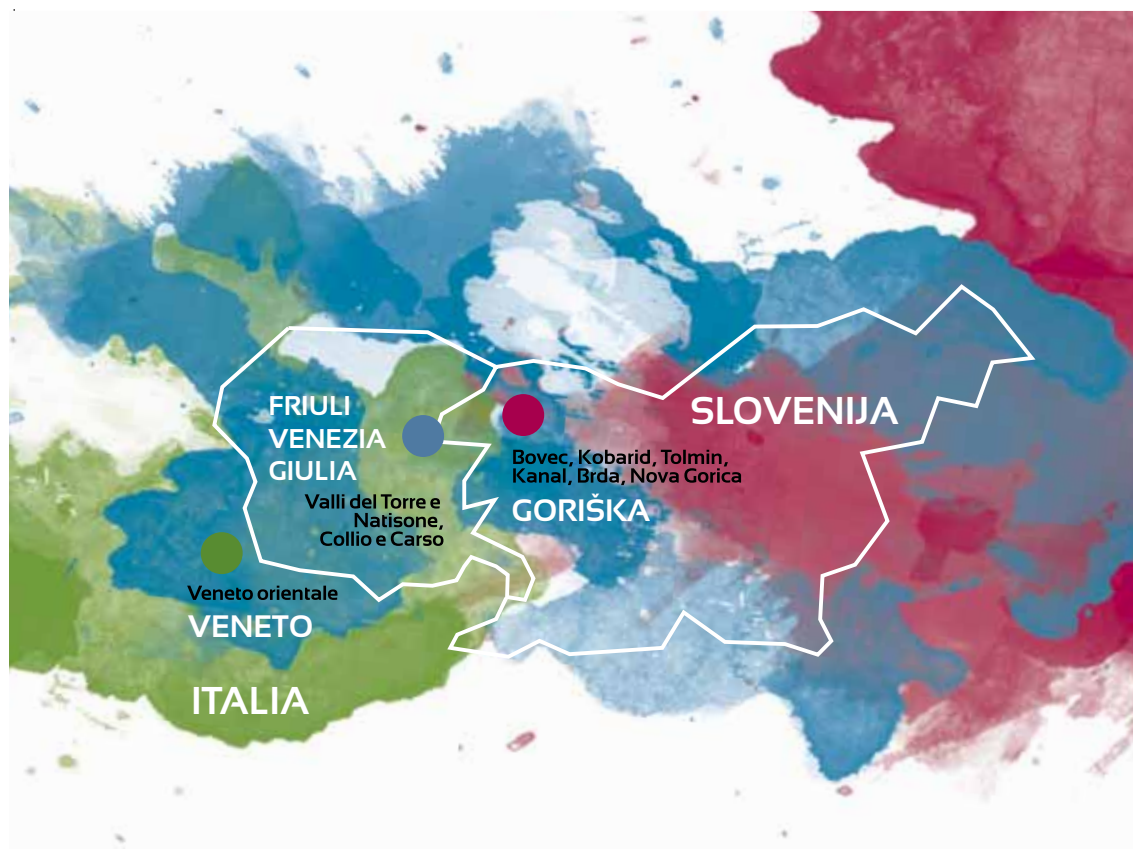 FRIULI
VENEZIA
GIULIA
Valli del Torre e
Natisone,
Collio e Carso
SLOVENIJA
Bovec, Kobarid, Tolmin,
Kanal, Brda, Nova Gorica
GORIŠKA
Veneto orientale
VENETO
ITALIA